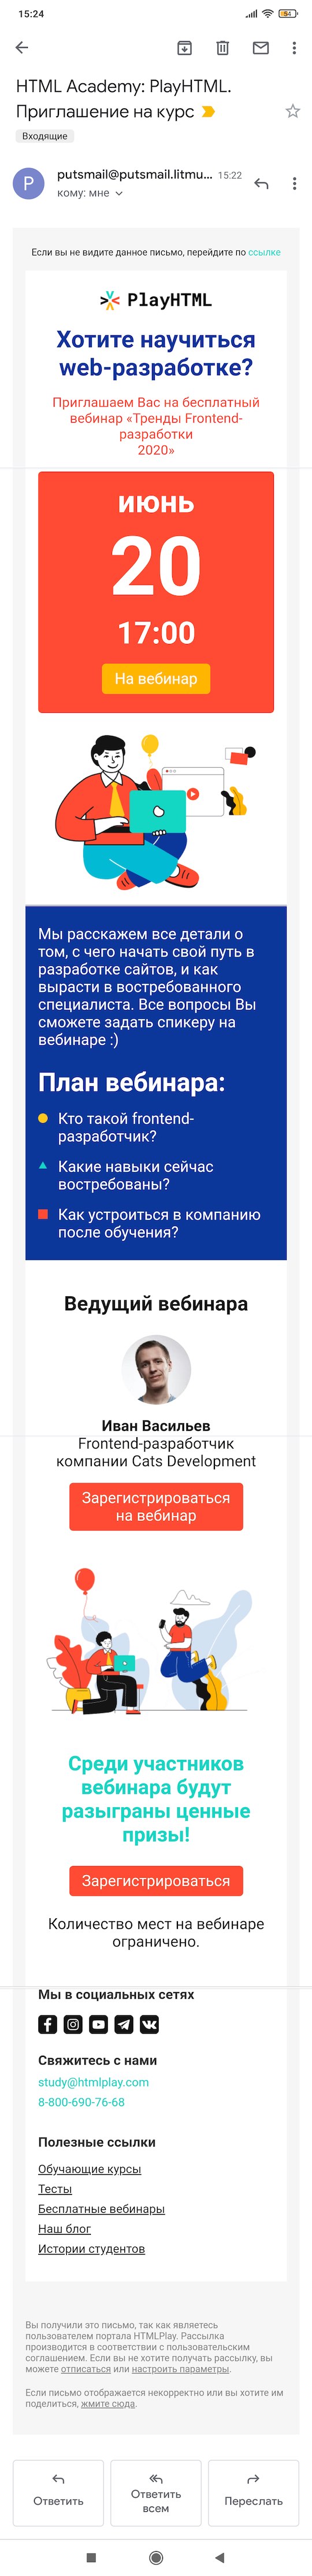 15:24
54
HTML Academy: PlayHTML.
Приглашение на курс
Входящие
P
putsmail@putsmail.litmu...
15:22
кому: мне
Если вы не видите данное письмо, перейдите по ссылке
PlayHTML
Хотите научиться
web-разработке?
Приглашаем Вас на бесплатный
вебинар «Тренды Frontend-
разработки
2020»
июнь
20
17:00
На вебинар
Мы расскажем все детали о
том, с чего начать свой путь в
разработке сайтов, и как
вырасти в востребованного
специалиста. Все вопросы Вы
сможете задать спикеру на
вебинаре :)
План вебинара:
Кто такой frontend-
разработчик?
Какие навыки сейчас
востребованы?
Как устроиться в компанию
после обучения?
Ведущий вебинара
Иван Васильев
Frontend-разработчик
компании Cats Development
Зарегистрироваться
на вебинар
Среди участников
вебинара будут
разыграны ценные
призы!
Зарегистрироваться
Количество мест на вебинаре
ограничено.
Мы в социальных сетях
Свяжитесь с нами
study@htmlplay.com
8-800-690-76-68
Полезные ссылки
Обучающие курсы
Тесты
Бесплатные вебинары
Наш блог
Истории студентов
Вы получили это письмо, так как являетесь
пользователем портала HTMLPlay. Рассылка
производится в соответствии с пользовательским
соглашением. Если вы не хотите получать рассылку, вы
можете отписаться или настроить параметры.
Если письмо отображается некорректно или вы хотите им
поделиться, жмите сюда.
Ответить
Ответить
всем
Переслать